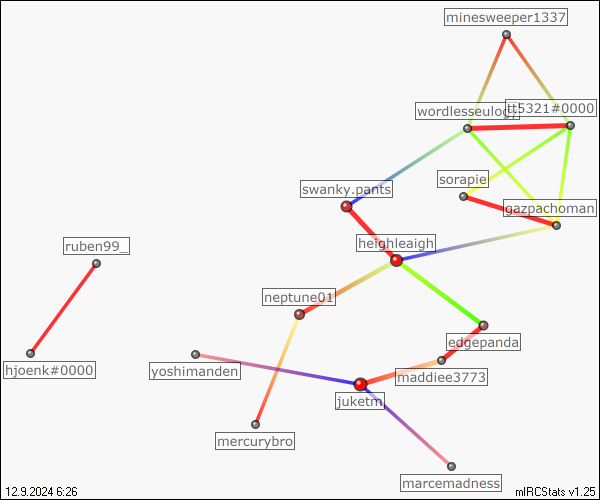 minesweeper1337
wordlesseulogy
tt5321#0000
sorapie
swanky.pants
gazpachoman
heighleaigh
ruben99_
neptune01
edgepanda
hjoenk#0000
yoshimanden
maddiee3773
juketm
mercurybro
marcemadness
12.9.2024 6:26
mIRCStats v1.25